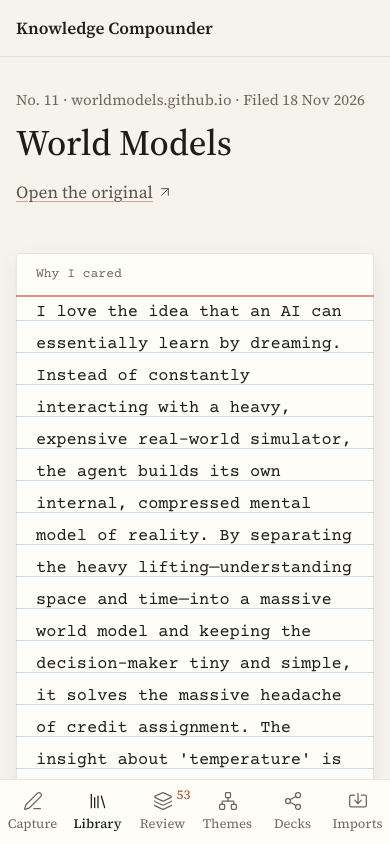 Knowledge Compounder
No. 11 · worldmodels.github.io · Filed 18 Nov 2026
World Models
Open the original
Why I cared
I love the idea that an AI can
essentially learn by dreaming.
Instead of constantly
interacting with a heavy,
expensive real-world simulator,
the agent builds its own
internal, compressed mental
model of reality. By separating
the heavy lifting—understanding
space and time—into a massive
world model and keeping the
decision-maker tiny and simple,
it solves the massive headache
of credit assignment. The
insight about 'temperature' is
53
Capture Library Review Themes Decks Imports